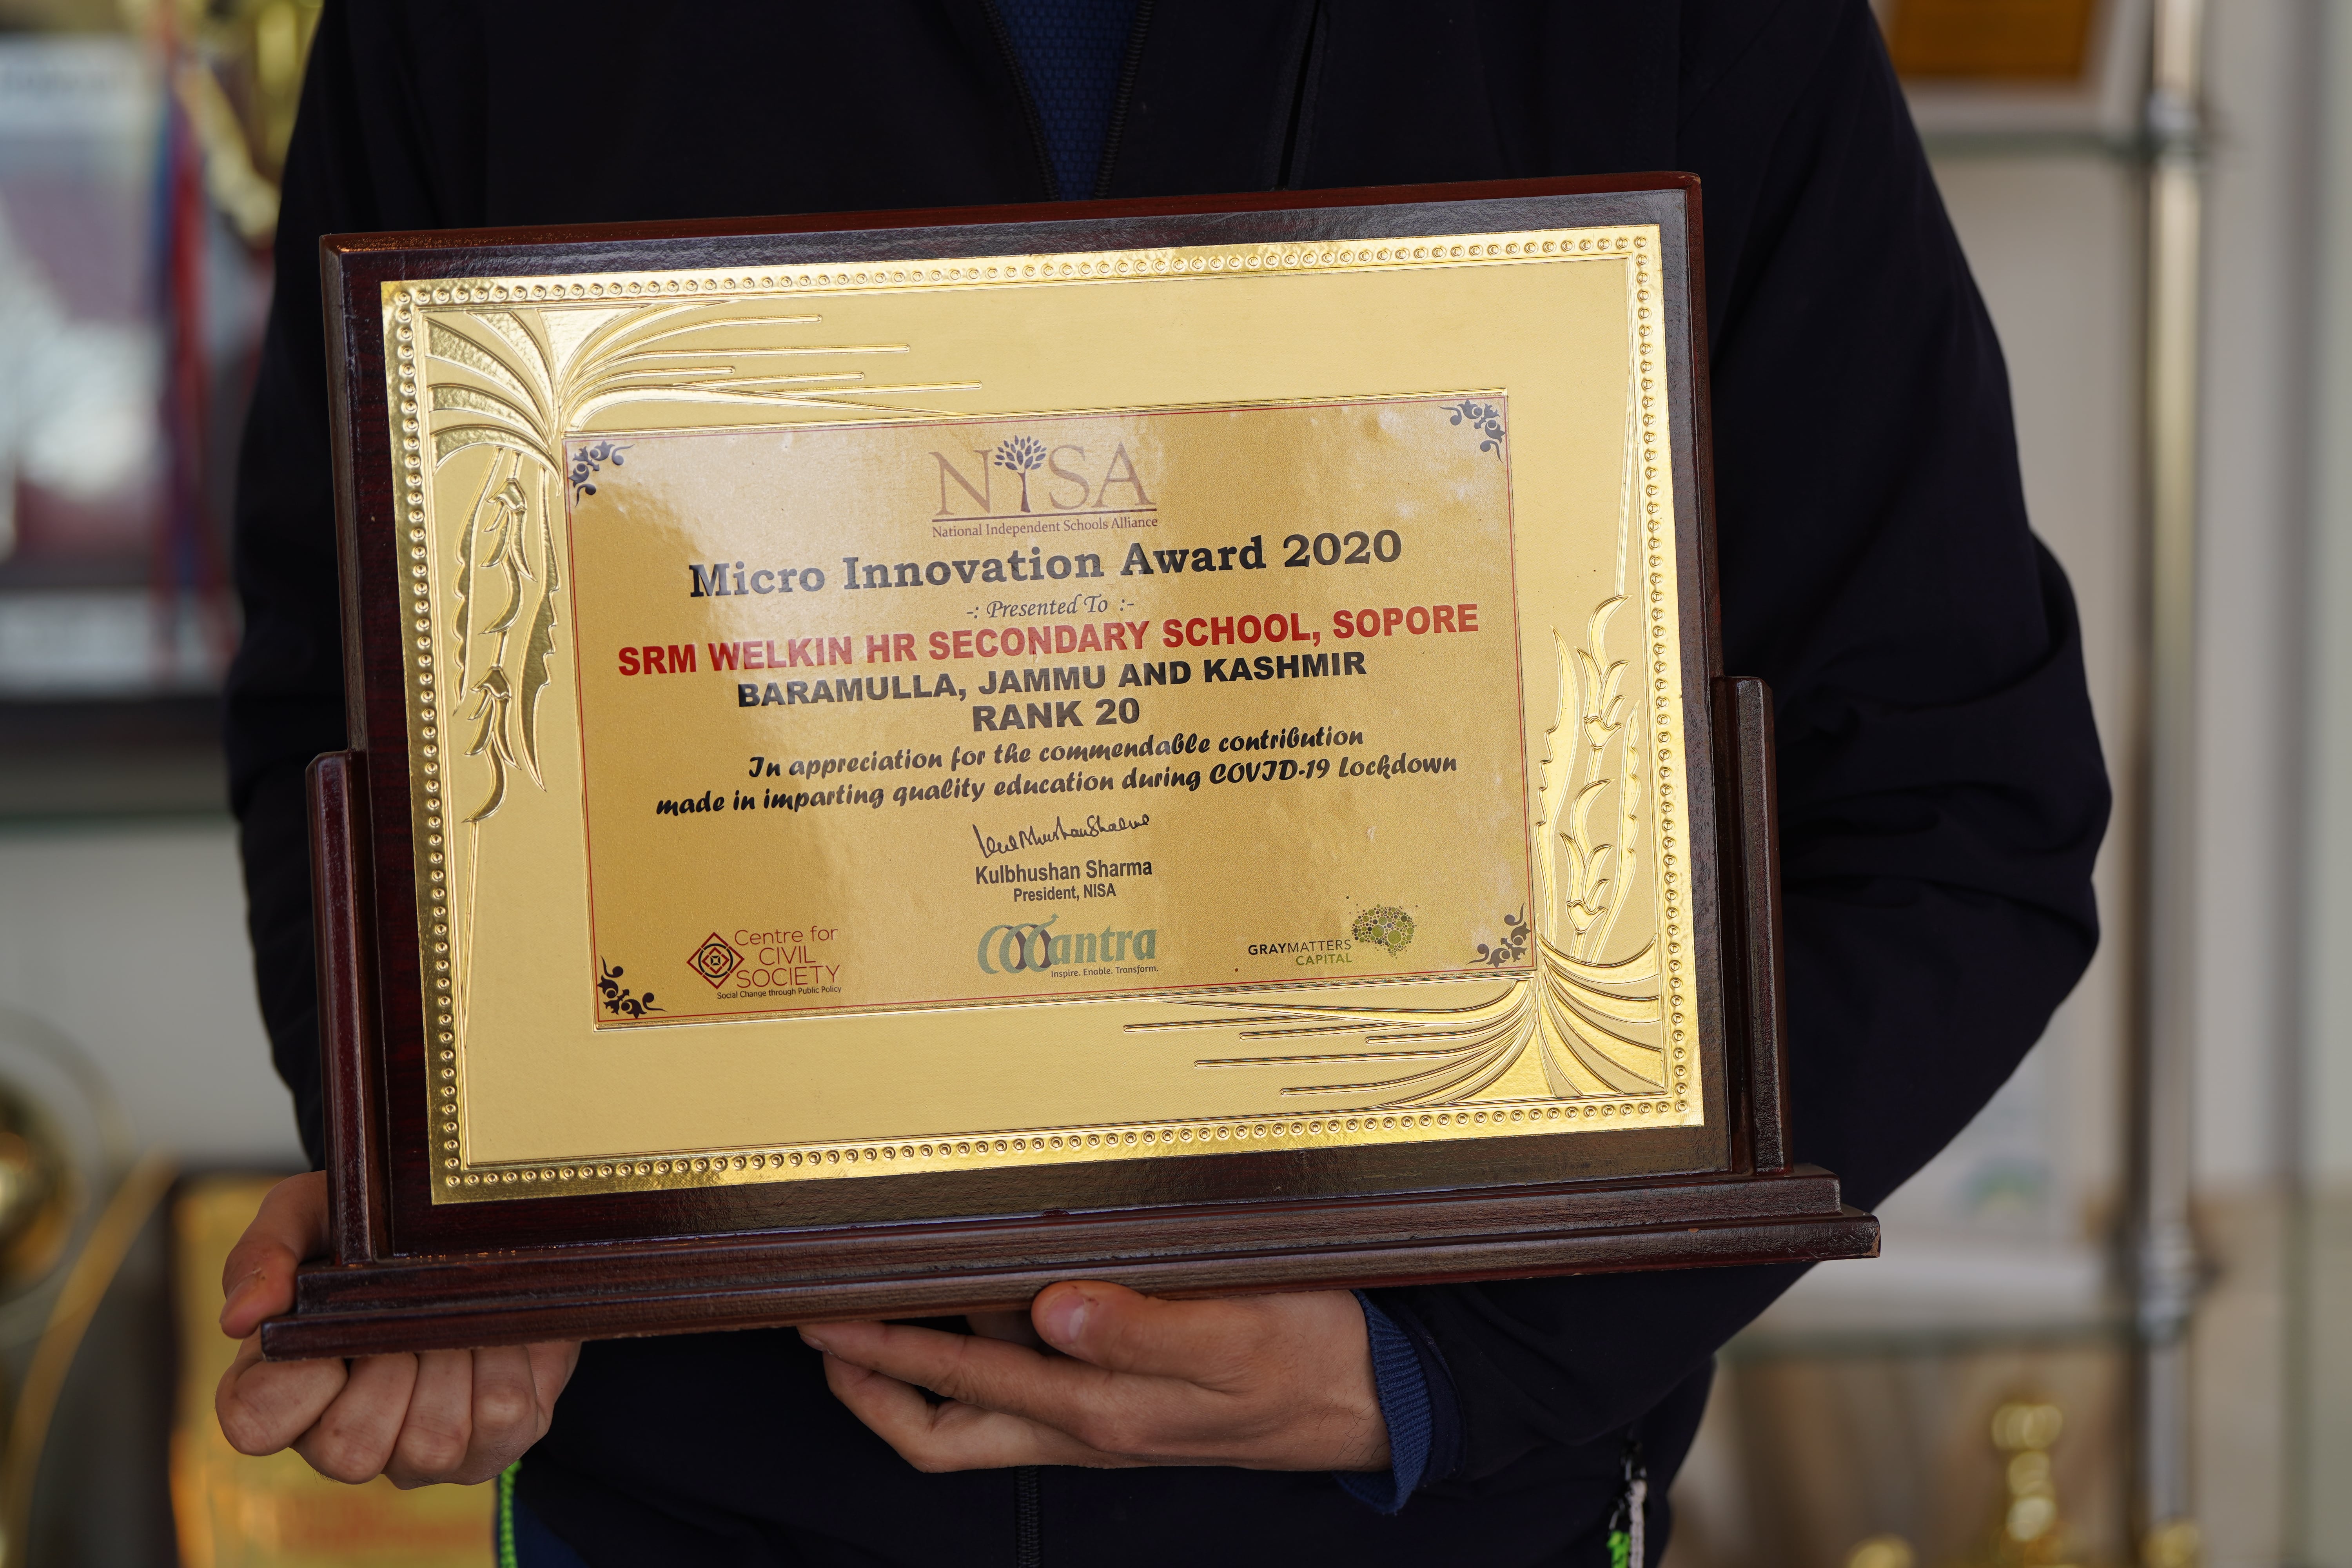 NISA
National Independent Schools Alliance
Micro Innovation Award 2020
-: Presented To :-
SRM WELKIN HR SECONDARY SCHOOL, SOPORE
BARAMULLA, JAMMU AND KASHMIR
RANK 20
In appreciation for the commendable contribution
made in imparting quality education during COVID-19 Lockdown
Kulbhushan Sharma
President, NISA
Centre for
CIVIL
SOCIETY
Social Change through Public Policy
Mantra
Inspire. Enable. Transform.
GRAYMATTERS
CAPITAL